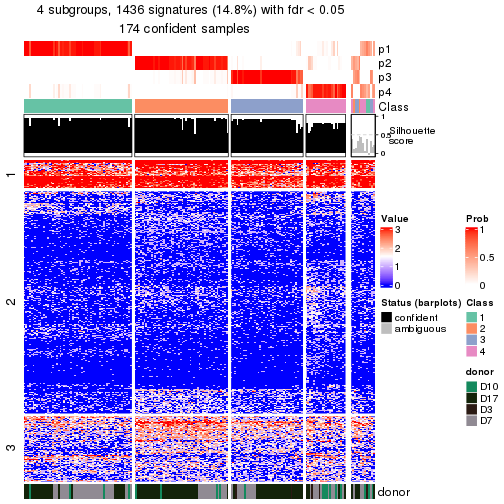 4 subgroups, 1436 signatures (14.8%) with fdr < 0.05
174 confident samples
p1
p2
p3
p4
Class
1
0.5
0
Silhouette
score
1
2
3
donor
Value
3
2
1
0
Prob
1
0.5
0
Status (barplots)
confident
ambiguous
Class
1
2
3
4
donor
D10
D17
D3
D7